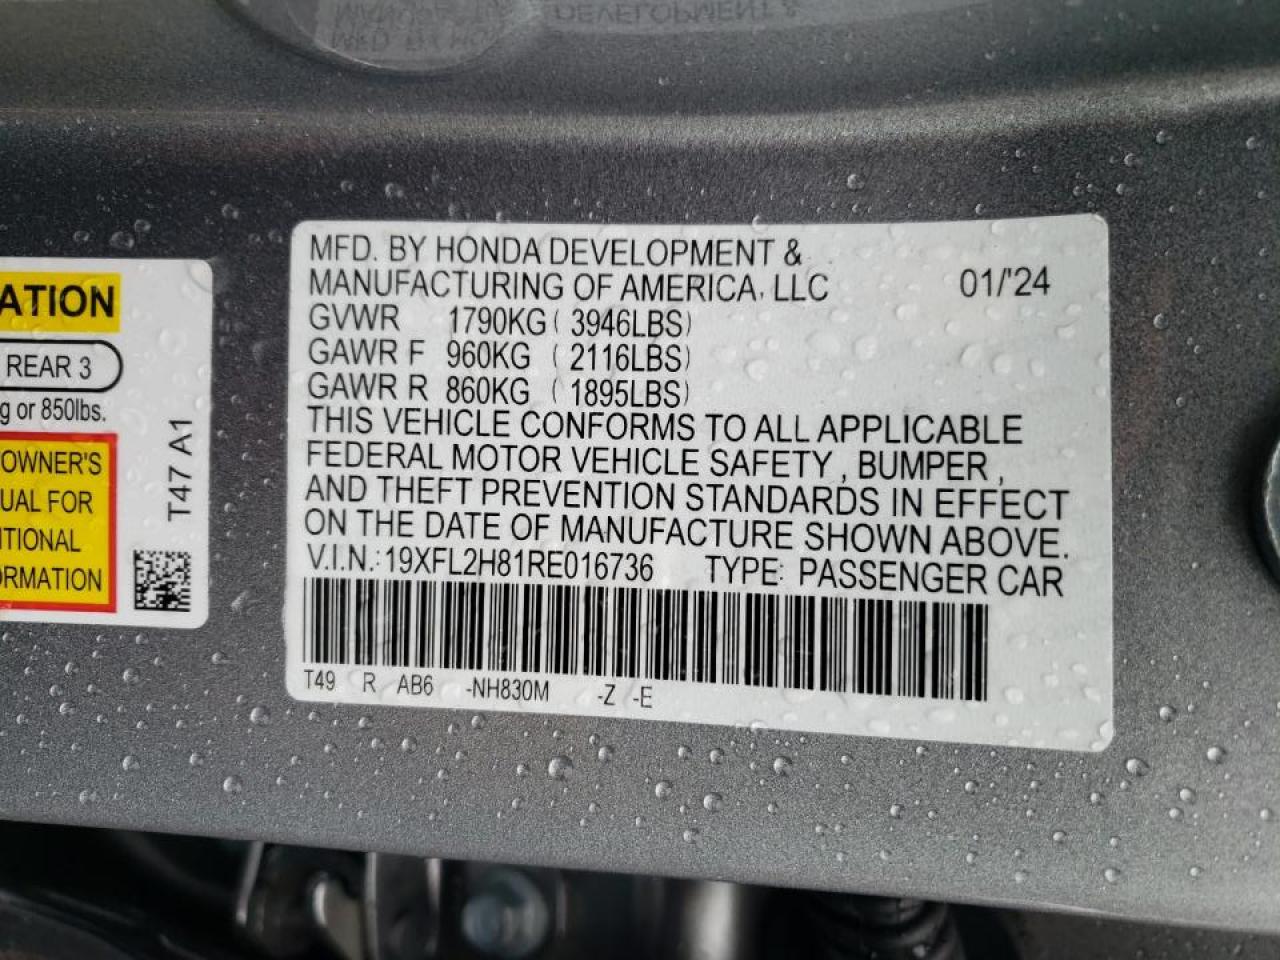 ATION
REAR 3
g or 850lbs.
OWNER'S
UAL FOR
ITIONAL
ORMATION
T47 A1
MFD. BY HONDA DEVELOPMENT &
MANUFACTURING OF AMERICA, LLC 01/'24
GVWR 1790KG ( 3946LBS)
GAWR F 960KG ( 2116LBS)
GAWR R 860KG ( 1895LBS)
THIS VEHICLE CONFORMS TO ALL APPLICABLE
FEDERAL MOTOR VEHICLE SAFETY , BUMPER ,
AND THEFT PREVENTION STANDARDS IN EFFECT
ON THE DATE OF MANUFACTURE SHOWN ABOVE.
V.I.N.: 19XFL2H81RE016736 TYPE: PASSENGER CAR
T49 R AB6 -NH830M -Z -E